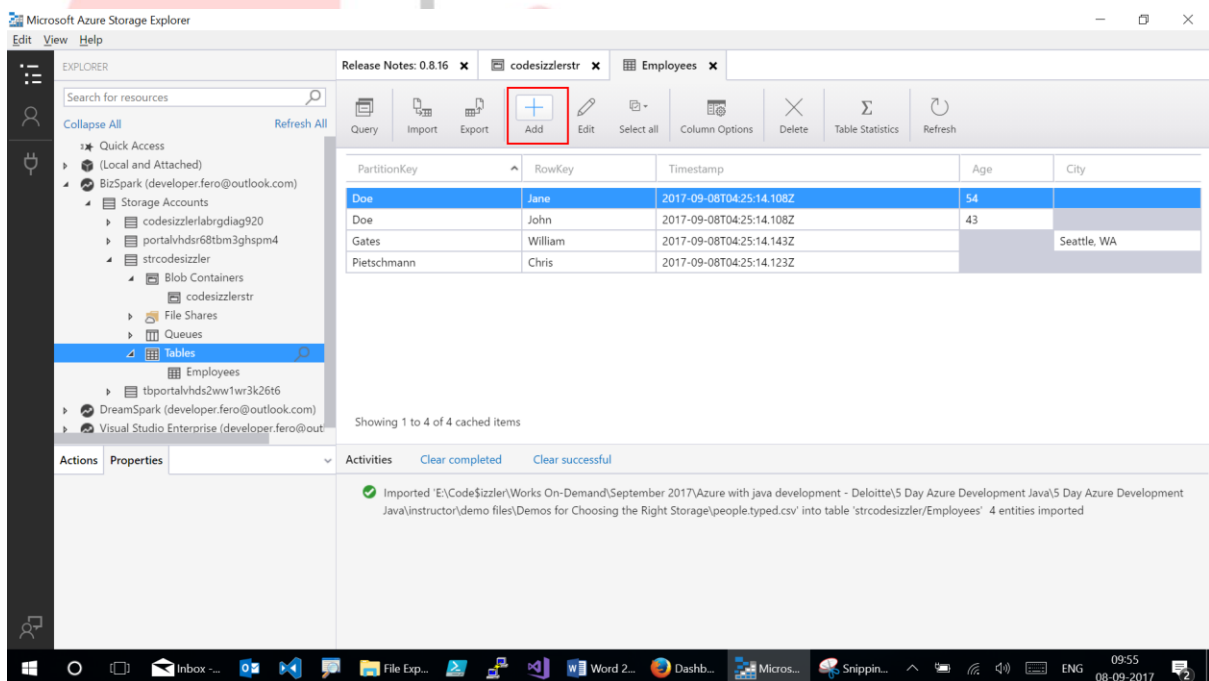 Microsoft Azure Storage Explorer
Edit View Help
EXPLORER
Search for resources
Collapse All Refresh All
Quick Access
(Local and Attached)
BizSpark (developer.fero@outlook.com)
Storage Accounts
codesizzlerlabrgdiag920
portalvhdsr68tbm3ghspm4
strcodesizzler
Blob Containers
codesizzlerstr
File Shares
Queues
Tables
Employees
tbportalvhds2ww1wr3k26t6
DreamSpark (developer.fero@outlook.com)
Visual Studio Enterprise (developer.fero@out
Actions Properties
Release Notes: 0.8.16 codesizzlerstr Employees
Query Import Export Add Edit Select all Column Options Delete Table Statistics Refresh
PartitionKey RowKey Timestamp Age City
Doe Jane 2017-09-08T04:25:14.108Z 54
Doe John 2017-09-08T04:25:14.108Z 43
Gates William 2017-09-08T04:25:14.143Z Seattle, WA
Pietschmann Chris 2017-09-08T04:25:14.123Z
Showing 1 to 4 of 4 cached items
Activities Clear completed Clear successful
Imported 'E:\Code$izzler\Works On-Demand\September 2017\Azure with java development - Deloitte\5 Day Azure Development Java\5 Day Azure Development
Java\instructor\demo files\Demos for Choosing the Right Storage\people.typed.csv' into table 'strcodesizzler/Employees' 4 entities imported
Inbox -... File Exp... Word 2... Dashb... Micros... Snippin... ENG 09:55
08-09-2017